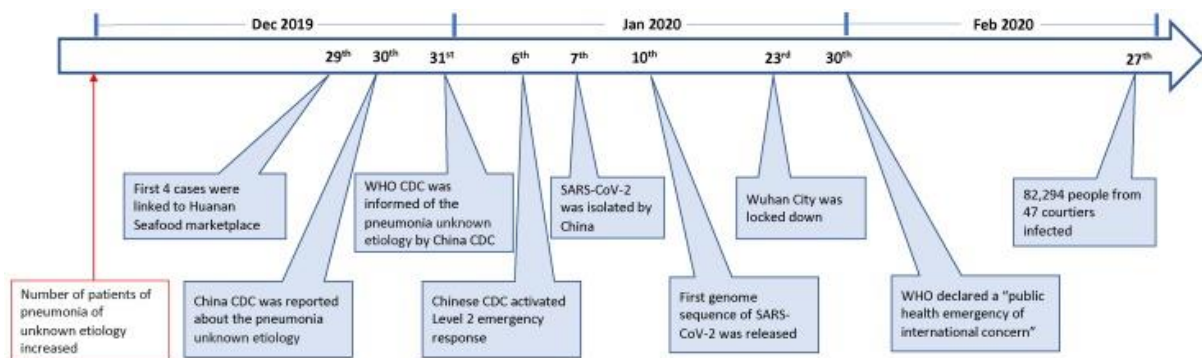 Dec 2019
Jan 2020
Feb 2020
29th
30th
31st
6th
7th
10th
23rd
30th
27th
First 4 cases were
linked to Huanan
Seafood marketplace
WHO CDC was
informed of the
pneumonia unknown
etiology by China CDC
SARS-CoV-2
was isolated by
China
Wuhan City was
locked down
82,294 people from
47 courtiers
infected
Number of patients of
pneumonia of
unknown etiology
increased
China CDC was reported
about the pneumonia
unknown etiology
Chinese CDC activated
Level 2 emergency
response
First genome
sequence of SARS-
CoV-2 was released
WHO declared a “public
health emergency of
international concern”